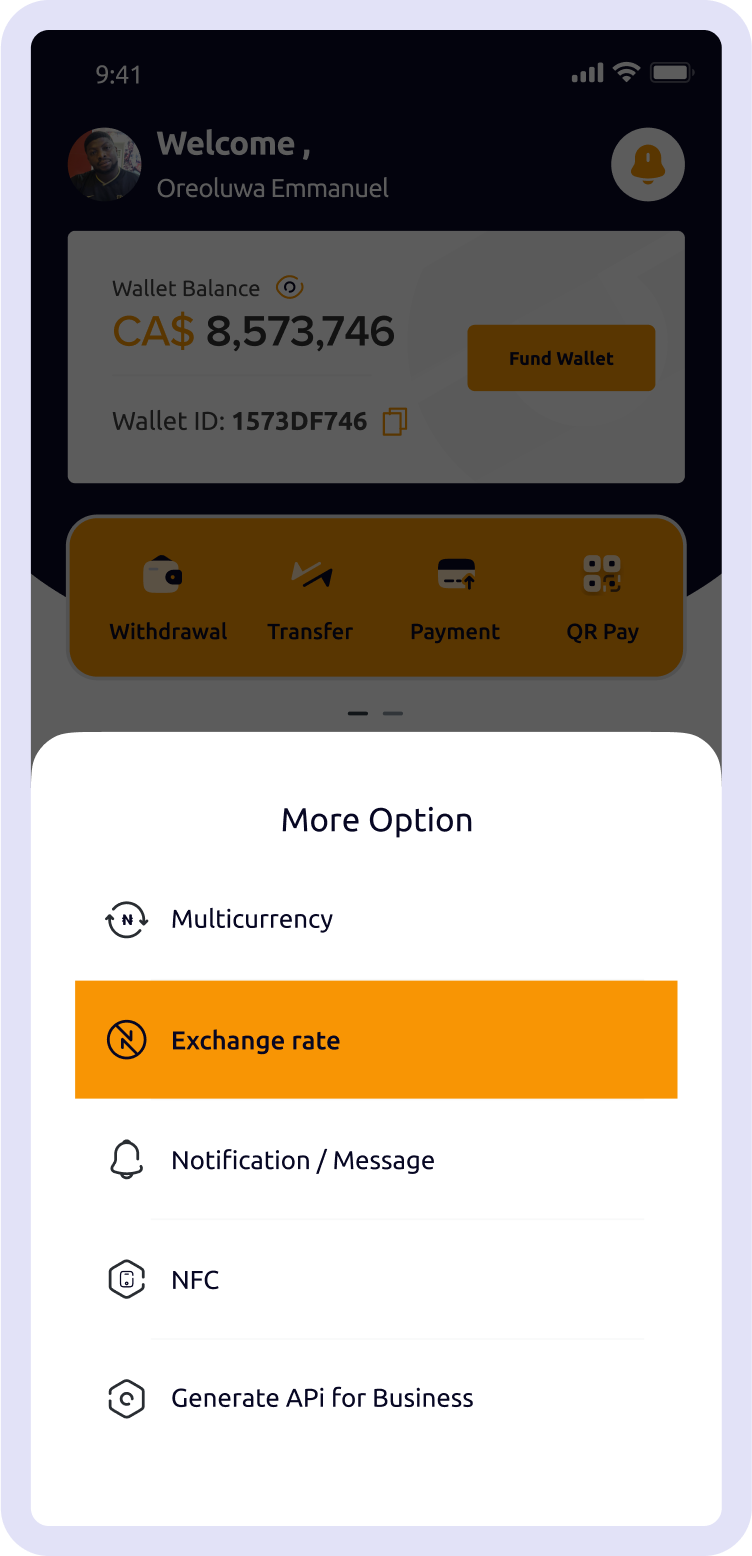 9:41
Welcome ,
Oreoluwa Emmanuel
Wallet Balance
CA$ 8,573,746
Fund Wallet
Wallet ID: 1573DF746
Withdrawal Transfer Payment QR Pay
More Option
Multicurrency
Exchange rate
Notification / Message
NFC
Generate APi for Business